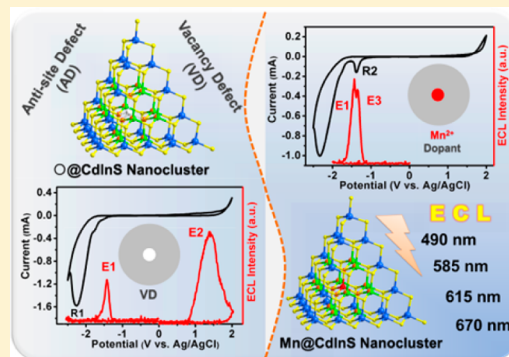 Anti-site Defect
(AD)
Vacancy Defect
(VD)
@CdInS Nanocluster
Current (mA)
0.4
0.0
-0.2
-0.4
-0.6
-0.8
-1.0
R2
E1
E3
Mn²⁺
Dopant
-2
-1
0
1
2
Potential (V vs. Ag/AgCl)
ECL Intensity (a.u.)
Current (mA)
0.4
0.0
-0.4
-0.8
-1.2
-1.6
R1
E1
E2
VD
-2
-1
0
1
2
Potential (V vs. Ag/AgCl)
ECL Intensity (a.u.)
E C L
490 nm
585 nm
615 nm
670 nm
Mn@CdInS Nanocluster